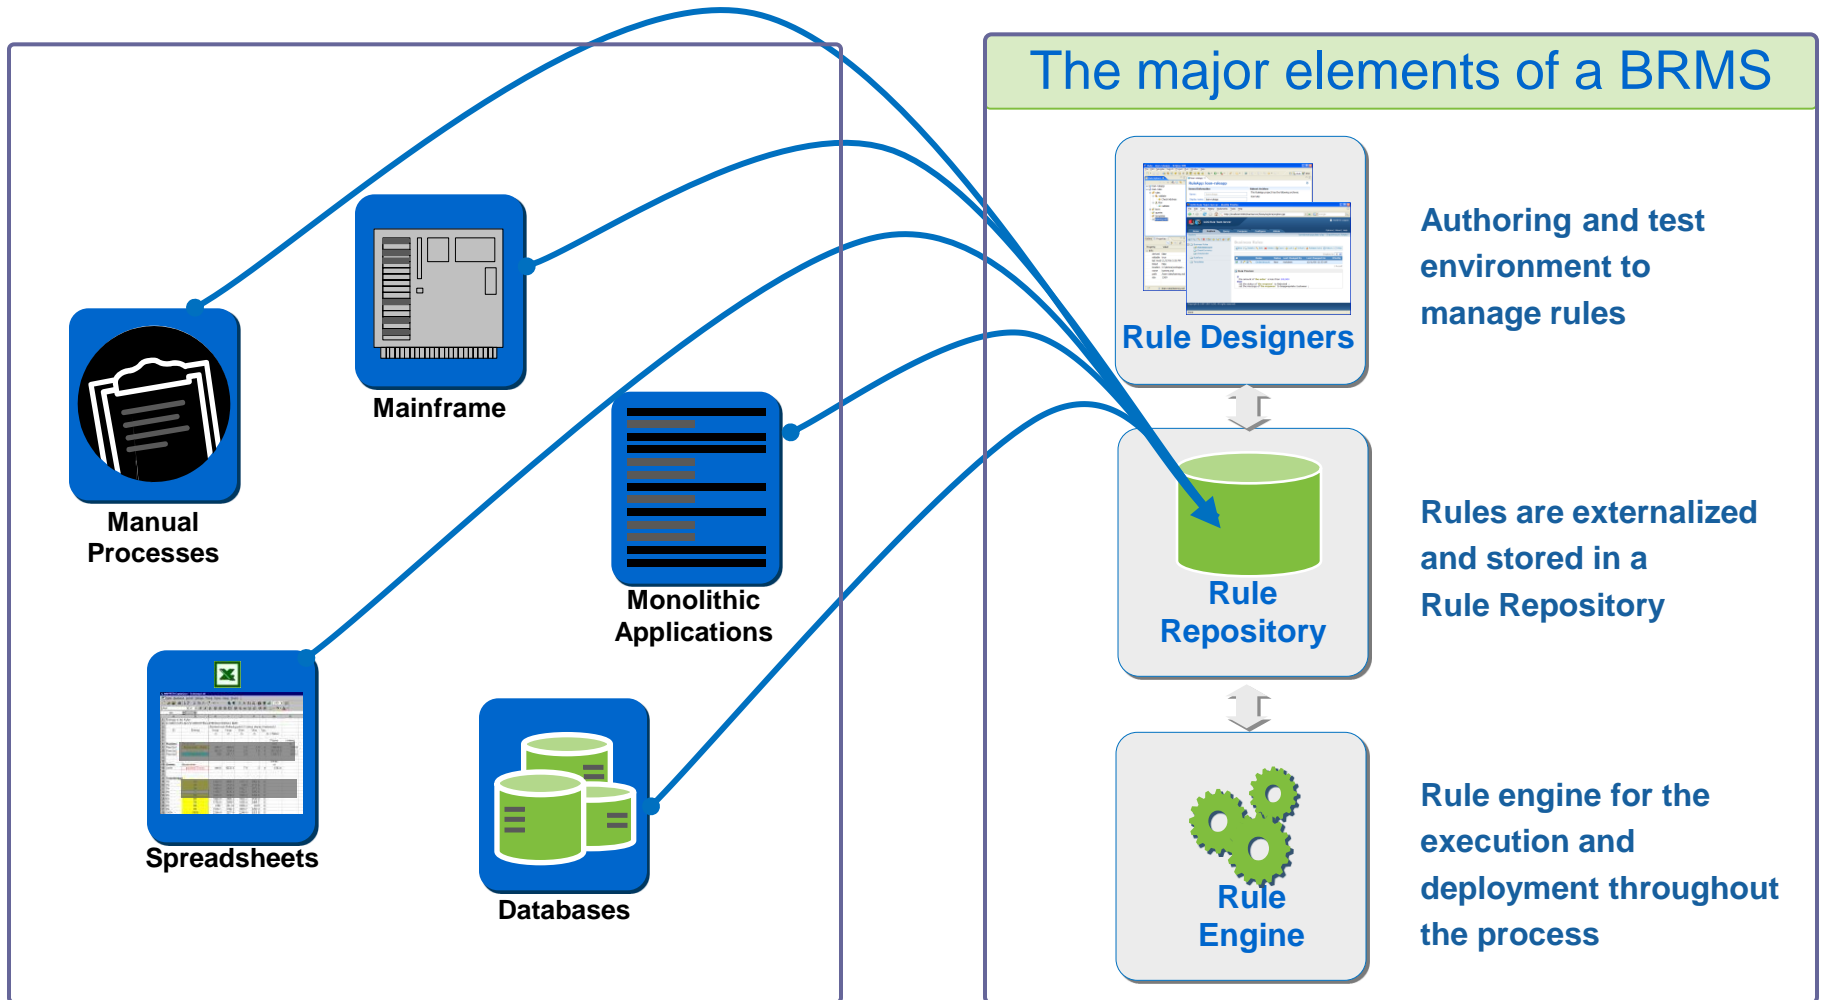 The major elements of a BRMS
Manual
Processes
Mainframe
Monolithic
Applications
Spreadsheets
Databases
Rule Designers
Authoring and test
environment to
manage rules
Rule
Repository
Rules are externalized
and stored in a
Rule Repository
Rule
Engine
Rule engine for the
execution and
deployment throughout
the process